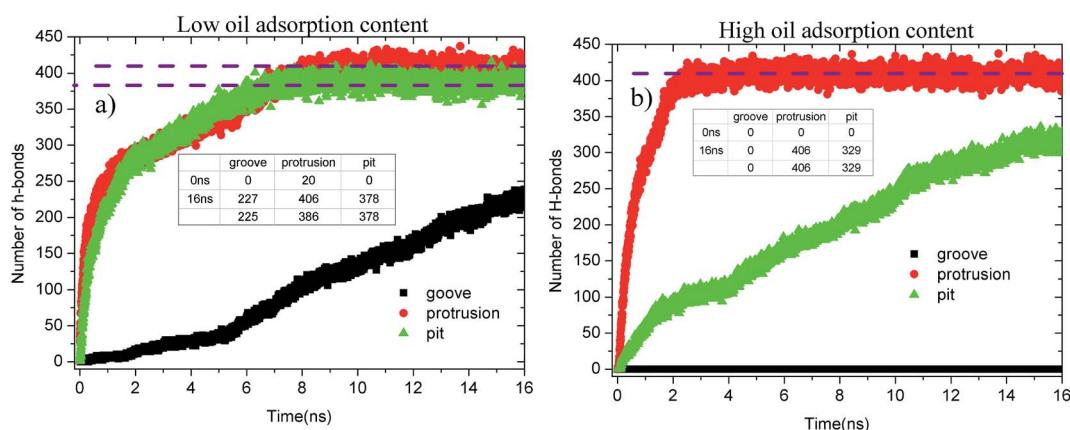 Low oil adsorption content
a)
Number of h-bonds
450
400
350
300
250
200
150
100
50
0
groove protrusion pit
0ns 0 20 0
16ns 227 406 378
225 386 378
goove
protrusion
pit
0 2 4 6 8 10 12 14 16
Time(ns)
High oil adsorption content
b)
Number of H-bonds
450
400
350
300
250
200
150
100
50
0
groove protrusion pit
0ns 0 0 0
16ns 0 406 329
0 406 329
groove
protrusion
pit
0 2 4 6 8 10 12 14 16
Time(ns)